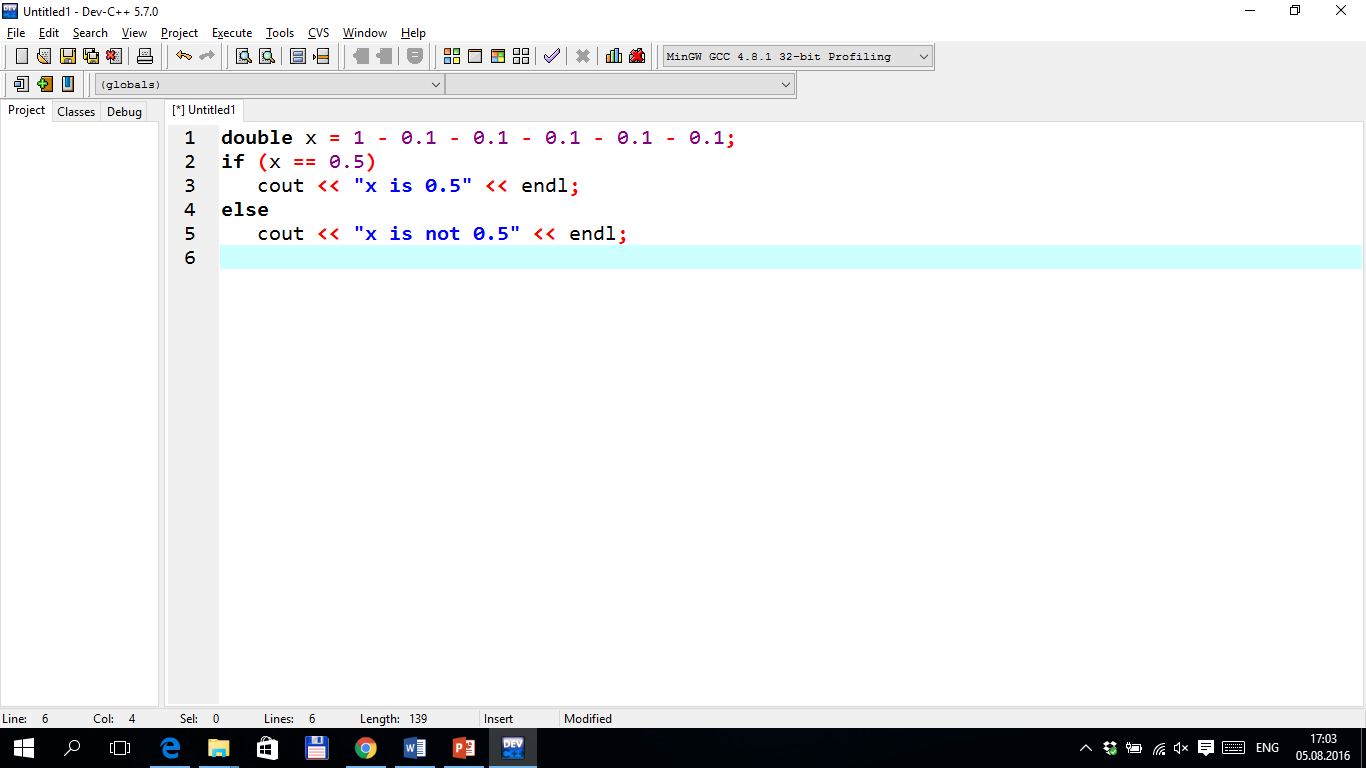 Untitled1 - Dev-C++ 5.7.0
File Edit Search View Project Execute Tools CVS Window Help
MinGW GCC 4.8.1 32-bit Profiling
(globals)
Project Classes Debug [*] Untitled1
1 double x = 1 - 0.1 - 0.1 - 0.1 - 0.1 - 0.1;
2 if (x == 0.5)
3    cout << "x is 0.5" << endl;
4 else
5    cout << "x is not 0.5" << endl;
6
Line: 6 Col: 4 Sel: 0 Lines: 6 Length: 139 Insert Modified
DEV ENG 17:03
05.08.2016